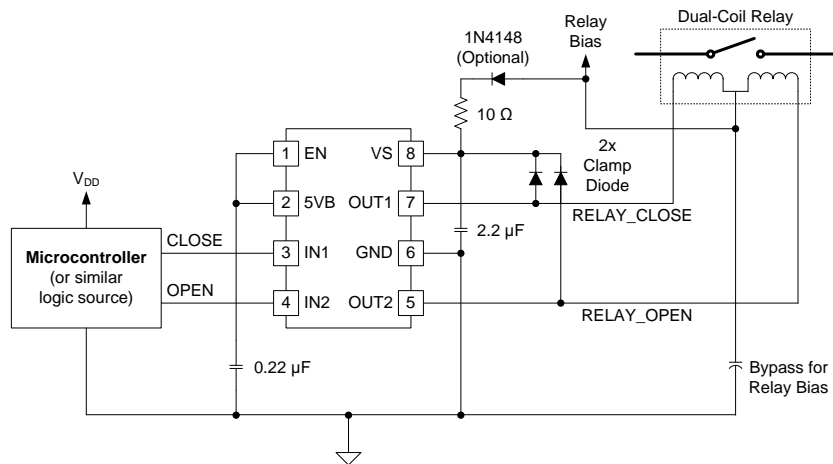 Dual-Coil Relay
Relay
Bias
1N4148
(Optional)
10 Ω
1 EN
VS 8
2x
Clamp
Diode
VDD
2 5VB
OUT1 7
RELAY_CLOSE
CLOSE
2.2 µF
Microcontroller
(or similar
logic source)
3 IN1
GND 6
OPEN
4 IN2
OUT2 5
RELAY_OPEN
0.22 µF
Bypass for
Relay Bias